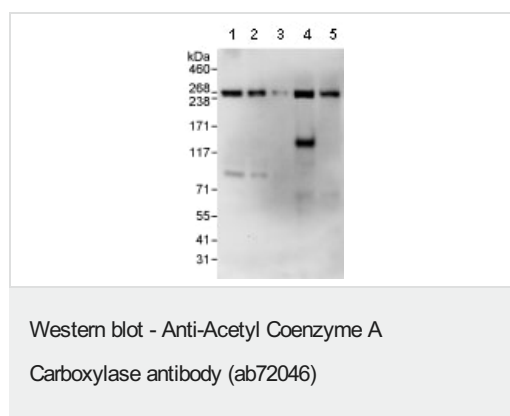 1 2 3 4 5
kDa
460-
268-
238-
171-
117-
71-
55-
41-
31-
Western blot - Anti-Acetyl Coenzyme A
Carboxylase antibody (ab72046)